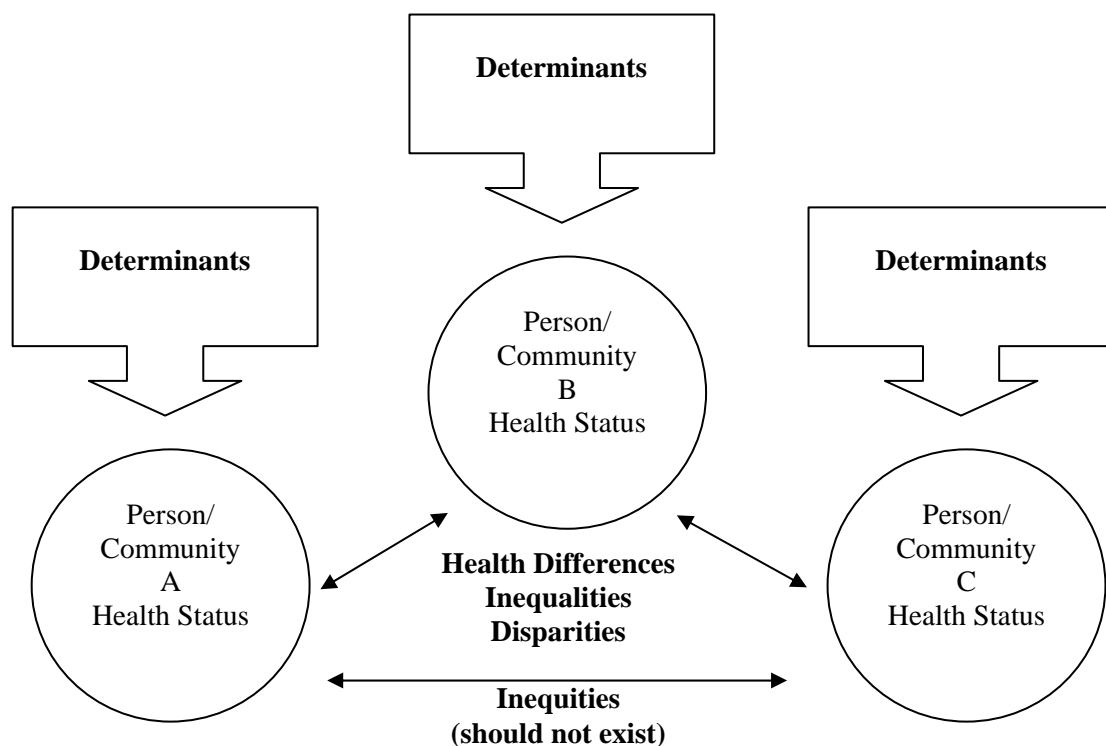 Determinants
Determinants
Determinants
Person/
Community
B
Health Status
Person/
Community
A
Health Status
Person/
Community
C
Health Status
Health Differences
Inequalities
Disparities
Inequities
(should not exist)